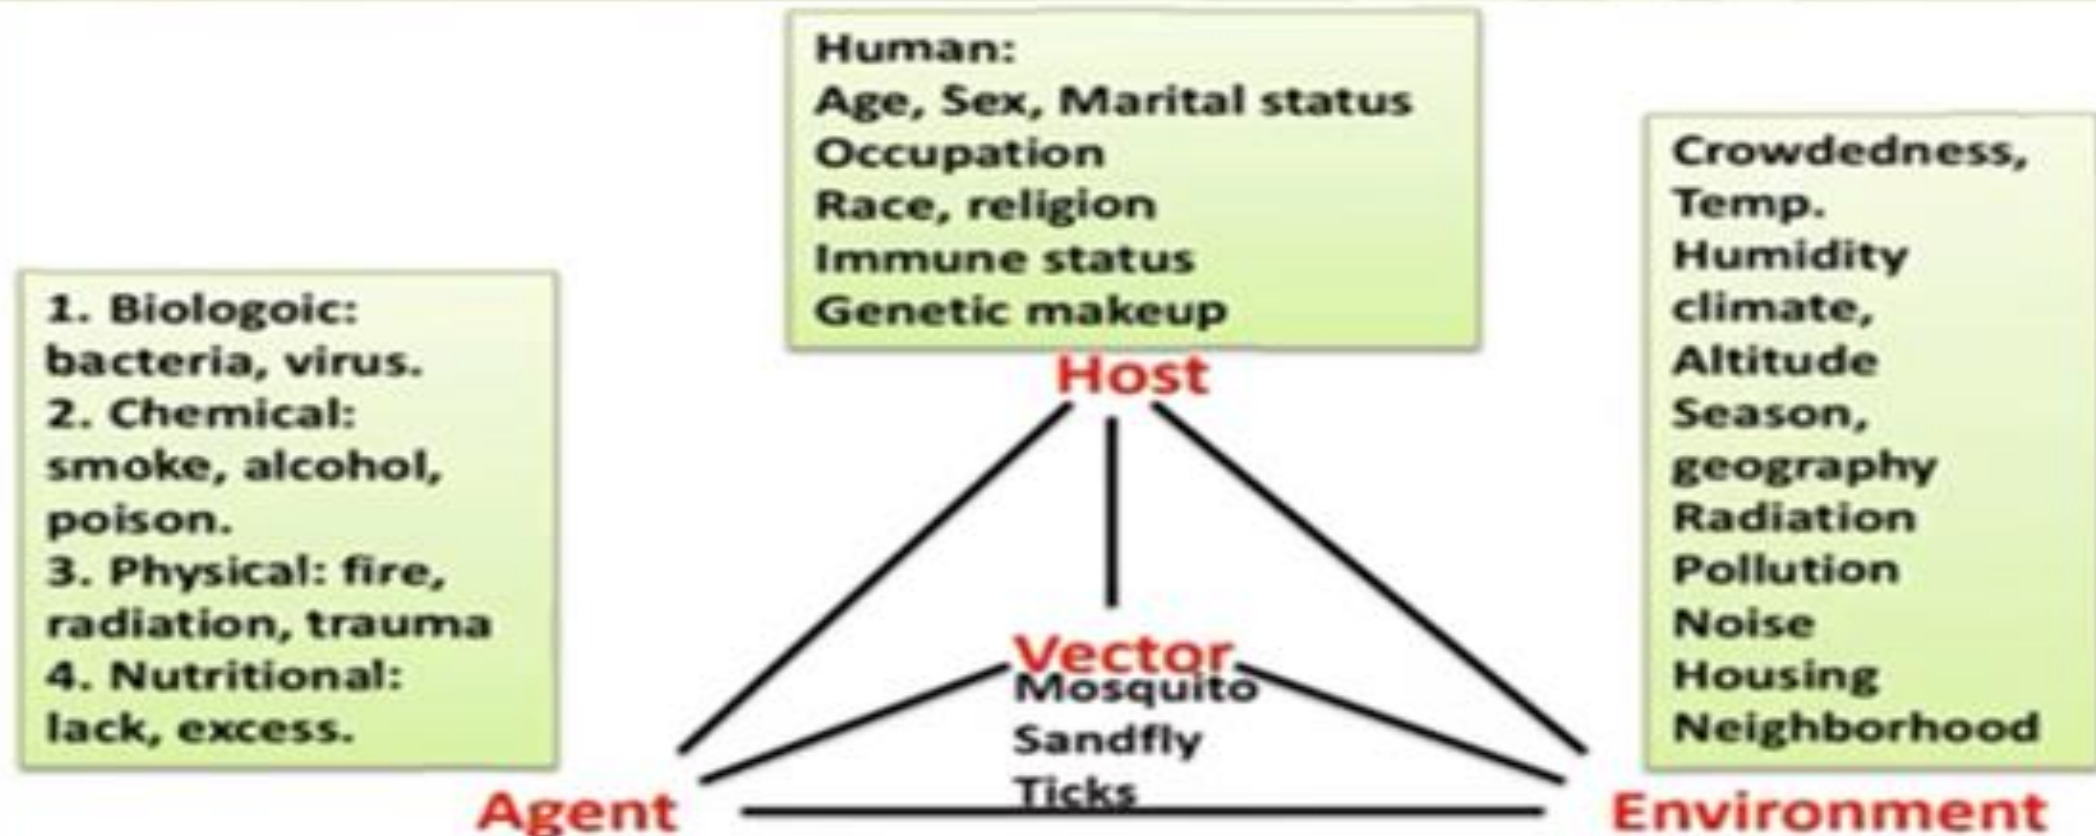 Human:
Age, Sex, Marital status
Occupation
Race, religion
Immune status
Genetic makeup
Host
1. Biologoic:
bacteria, virus.
2. Chemical:
smoke, alcohol,
poison.
3. Physical: fire,
radiation, trauma
4. Nutritional:
lack, excess.
Agent
Vector
Mosquito
Sandfly
Ticks
Crowdedness,
Temp.
Humidity
climate,
Altitude
Season,
geography
Radiation
Pollution
Noise
Housing
Neighborhood
Environment